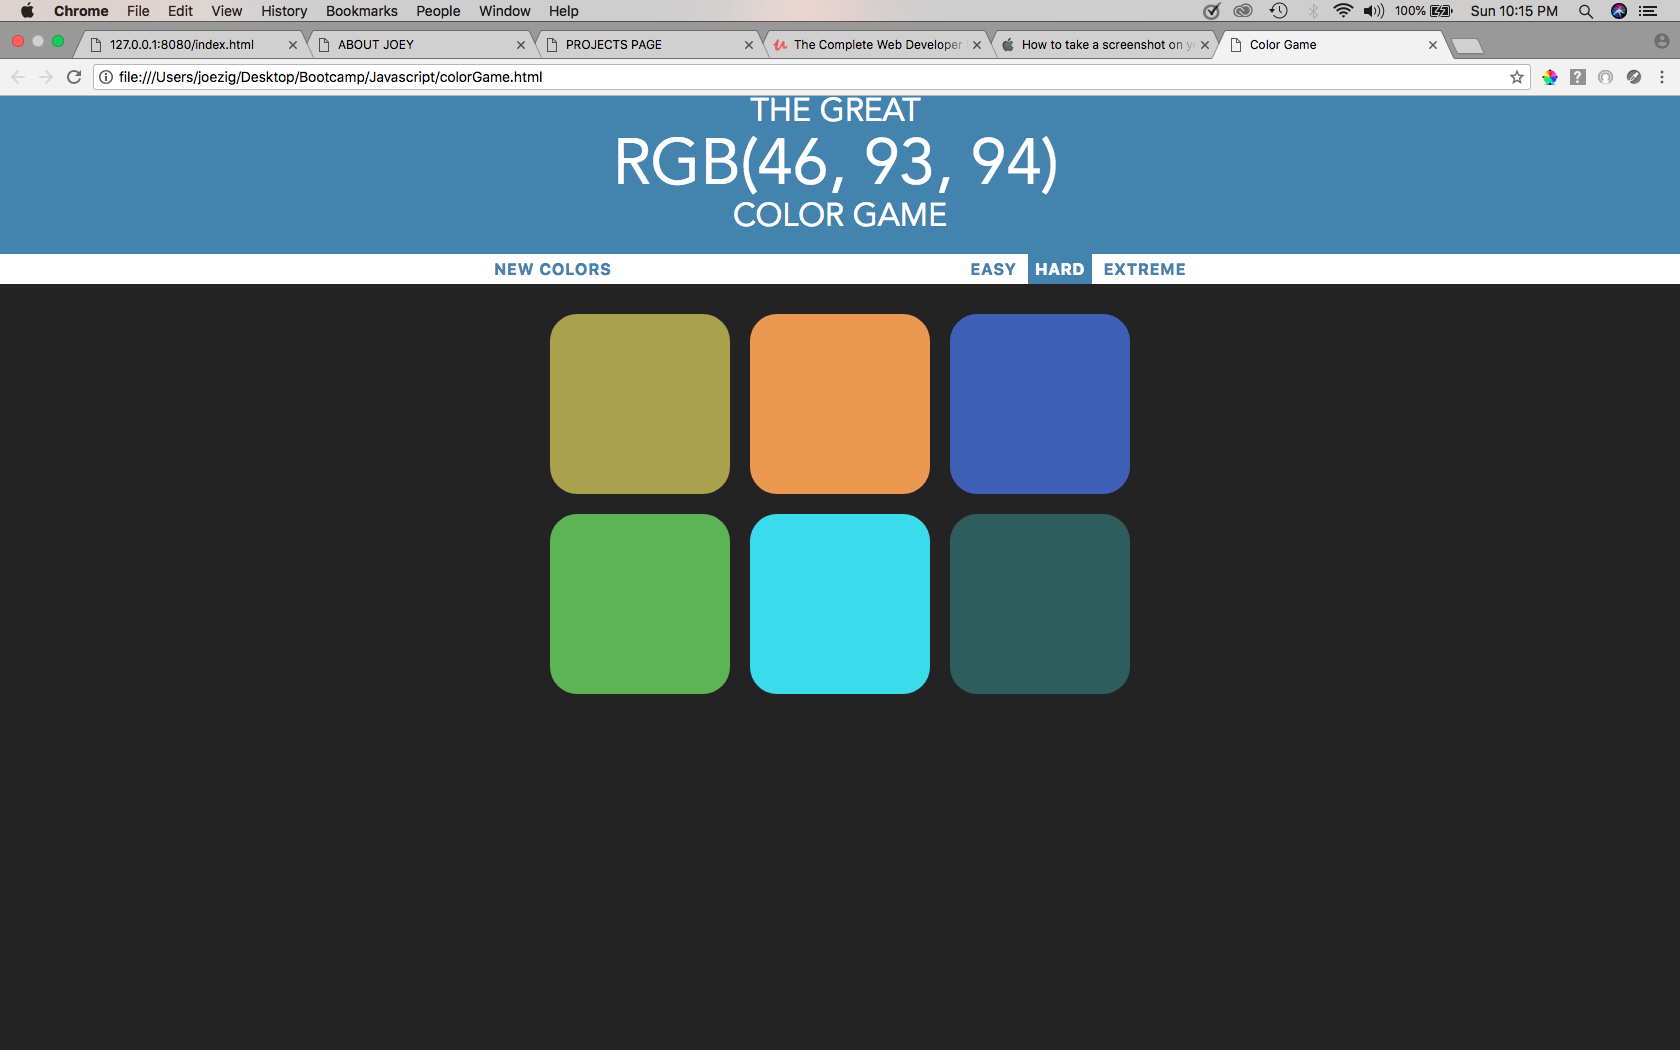 Chrome File Edit View History Bookmarks People Window Help 100% Sun 10:15 PM
127.0.0.1:8080/index.html ABOUT JOEY PROJECTS PAGE The Complete Web Developer How to take a screenshot on Color Game
file:///Users/joezig/Desktop/Bootcamp/Javascript/colorGame.html
THE GREAT
RGB(46, 93, 94)
COLOR GAME
NEW COLORS EASY HARD EXTREME